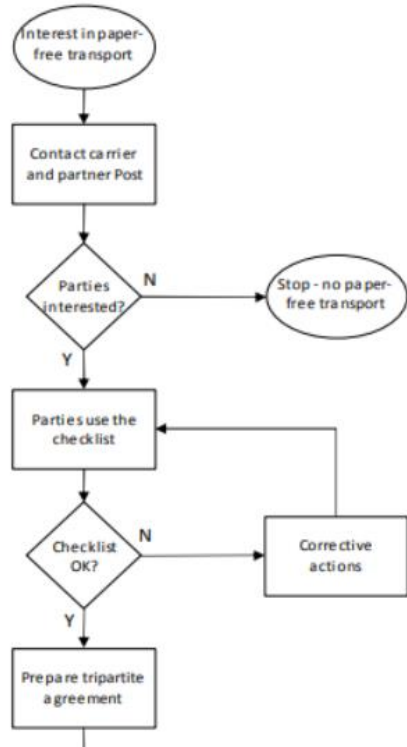 Interest in paper-
free transport
Contact carrier
and partner Post
Parties
interested?
N
Stop - no paper-
free transport
Y
Parties use the
checklist
Checklist
OK?
N
Corrective
actions
Y
Prepare tripartite
agreement